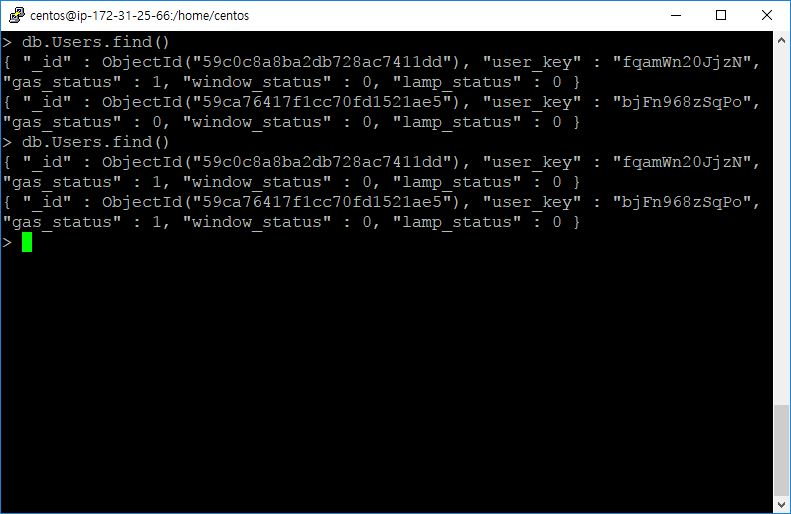 centos@ip-172-31-25-66:/home/centos
> db.Users.find()
{ "_id" : ObjectId("59c0c8a8ba2db728ac7411dd"), "user_key" : "fqamWn20JjzN",
"gas_status" : 1, "window_status" : 0, "lamp_status" : 0 }
{ "_id" : ObjectId("59ca76417f1cc70fd1521ae5"), "user_key" : "bjFn968zSqPo",
"gas_status" : 0, "window_status" : 0, "lamp_status" : 0 }
> db.Users.find()
{ "_id" : ObjectId("59c0c8a8ba2db728ac7411dd"), "user_key" : "fqamWn20JjzN",
"gas_status" : 1, "window_status" : 0, "lamp_status" : 0 }
{ "_id" : ObjectId("59ca76417f1cc70fd1521ae5"), "user_key" : "bjFn968zSqPo",
"gas_status" : 1, "window_status" : 0, "lamp_status" : 0 }
>